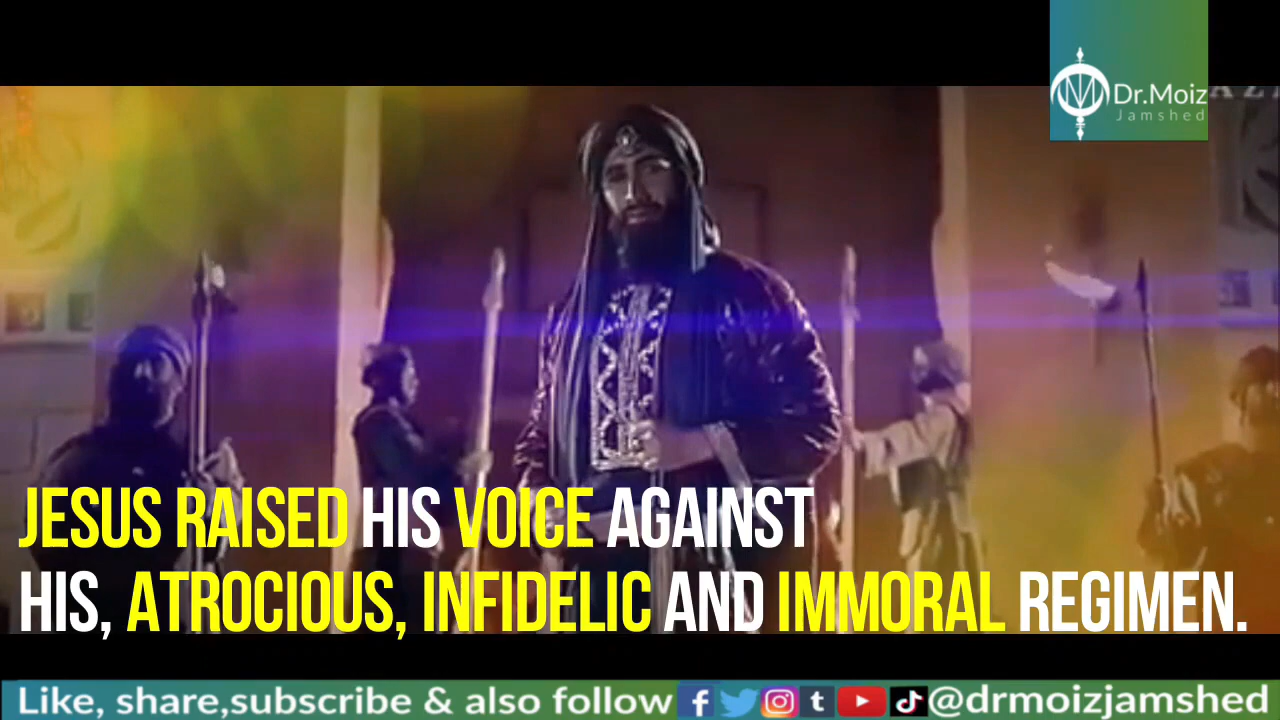 Dr.Moiz
Jamshed
JESUS RAISED HIS VOICE AGAINST
HIS, ATROCIOUS, INFIDELIC AND IMMORAL REGIMEN.
Like, share,subscribe & also follow @drmoizjamshed